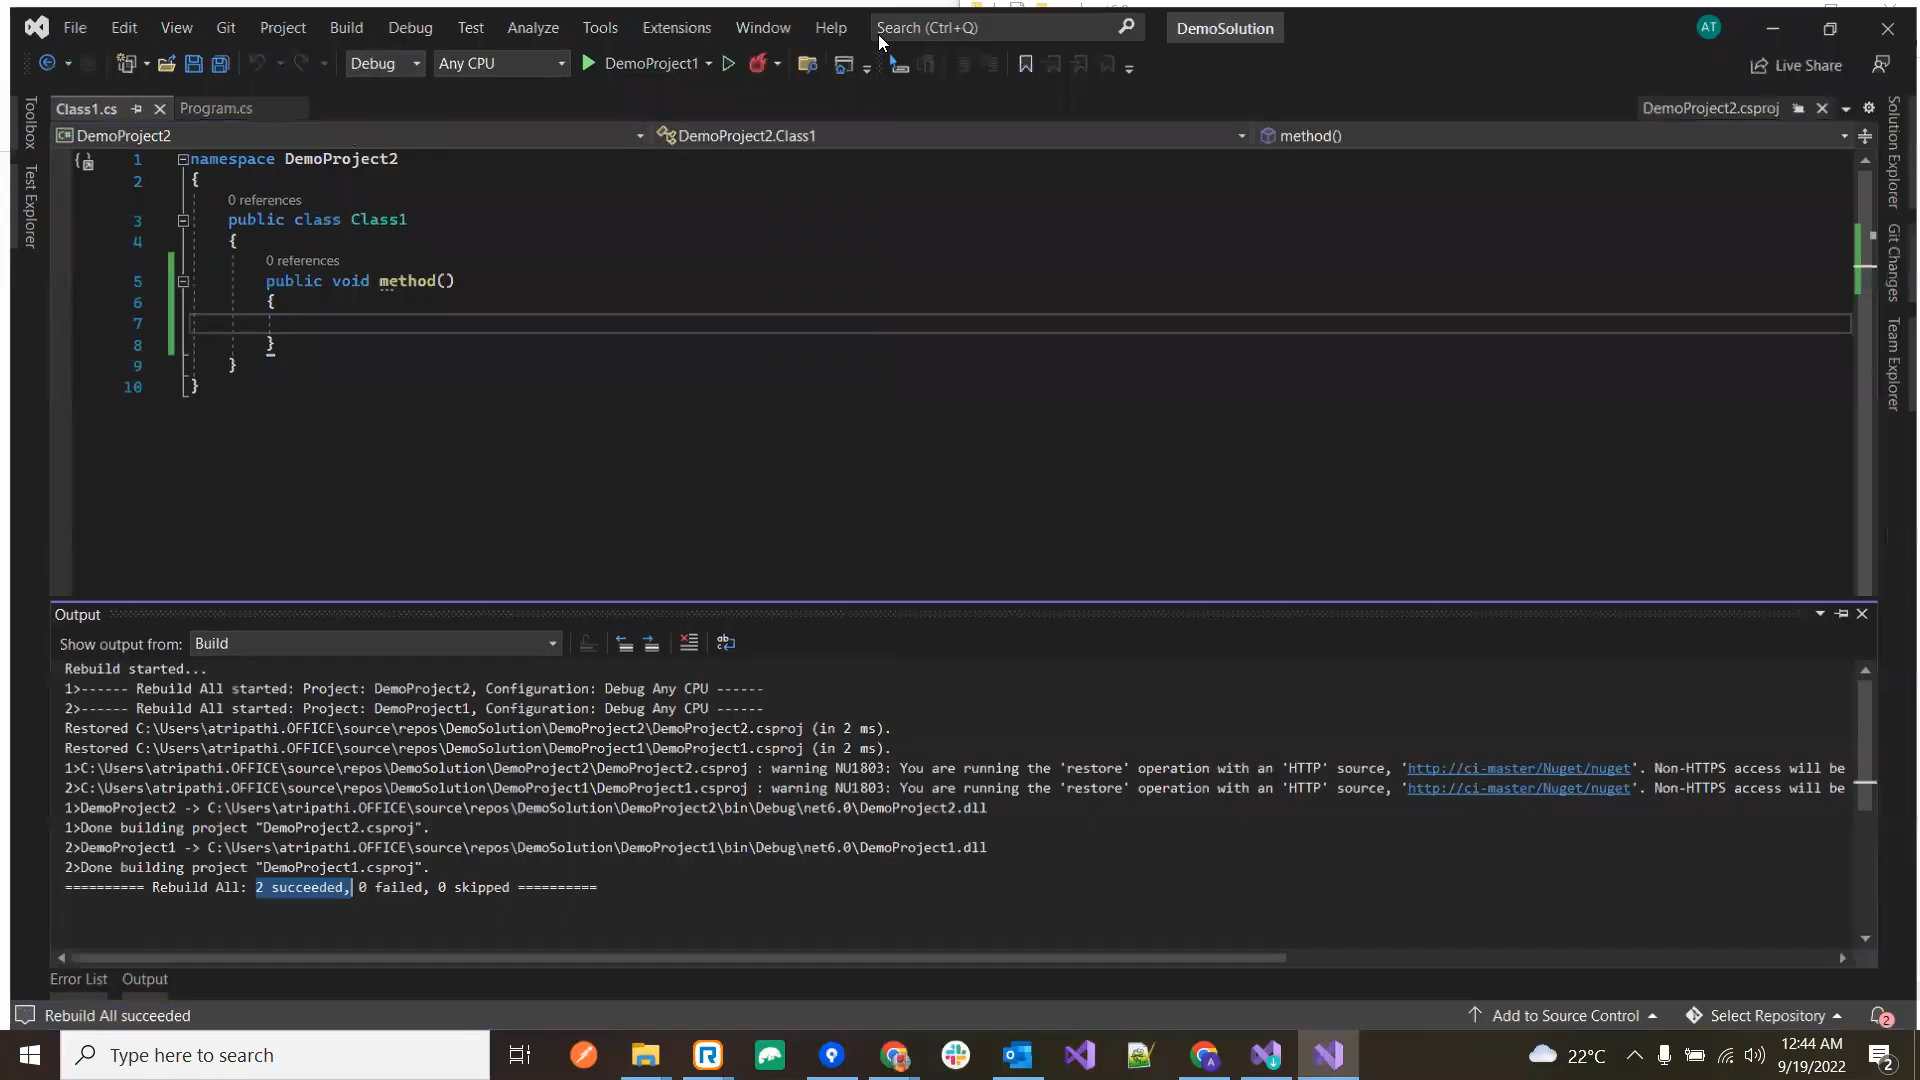 File Edit View Git Project Build Debug Test Analyze Tools Extensions Window Help Search (Ctrl+Q) DemoSolution AT
Debug Any CPU DemoProject1 Live Share
Class1.cs Program.cs DemoProject2.csproj
DemoProject2 DemoProject2.Class1 method()
Toolbox
Test Explorer
Solution Explorer
Git Changes
Team Explorer
1 namespace DemoProject2
2 {
0 references
3 public class Class1
4 {
0 references
5 public void method()
6 {
7
8 }
9 }
10 }
Output
Show output from: Build
Rebuild started...
1>------ Rebuild All started: Project: DemoProject2, Configuration: Debug Any CPU ------
2>------ Rebuild All started: Project: DemoProject1, Configuration: Debug Any CPU ------
Restored C:\Users\atripathi.OFFICE\source\repos\DemoSolution\DemoProject2\DemoProject2.csproj (in 2 ms).
Restored C:\Users\atripathi.OFFICE\source\repos\DemoSolution\DemoProject1\DemoProject1.csproj (in 2 ms).
1>C:\Users\atripathi.OFFICE\source\repos\DemoSolution\DemoProject2\DemoProject2.csproj : warning NU1803: You are running the 'restore' operation with an 'HTTP' source, 'http://ci-master/Nuget/nuget'. Non-HTTPS access will be
2>C:\Users\atripathi.OFFICE\source\repos\DemoSolution\DemoProject1\DemoProject1.csproj : warning NU1803: You are running the 'restore' operation with an 'HTTP' source, 'http://ci-master/Nuget/nuget'. Non-HTTPS access will be
1>DemoProject2 -> C:\Users\atripathi.OFFICE\source\repos\DemoSolution\DemoProject2\bin\Debug\net6.0\DemoProject2.dll
1>Done building project "DemoProject2.csproj".
2>DemoProject1 -> C:\Users\atripathi.OFFICE\source\repos\DemoSolution\DemoProject1\bin\Debug\net6.0\DemoProject1.dll
2>Done building project "DemoProject1.csproj".
========== Rebuild All: 2 succeeded, 0 failed, 0 skipped ==========
Error List Output
Rebuild All succeeded Add to Source Control Select Repository 2
Type here to search 22°C 12:44 AM
9/19/2022 2